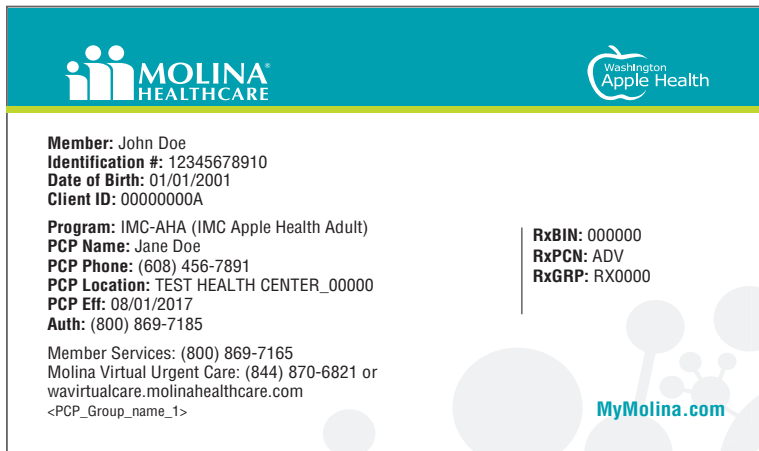 MOLINA®
HEALTHCARE
Washington
Apple Health
Member: John Doe
Identification #: 12345678910
Date of Birth: 01/01/2001
Client ID: 00000000A
Program: IMC-AHA (IMC Apple Health Adult)
PCP Name: Jane Doe
PCP Phone: (608) 456-7891
PCP Location: TEST HEALTH CENTER_00000
PCP Eff: 08/01/2017
Auth: (800) 869-7185
Member Services: (800) 869-7165
Molina Virtual Urgent Care: (844) 870-6821 or
wavirtualcare.molinahealthcare.com
<PCP_Group_name_1>
RxBIN: 000000
RxPCN: ADV
RxGRP: RX0000
MyMolina.com